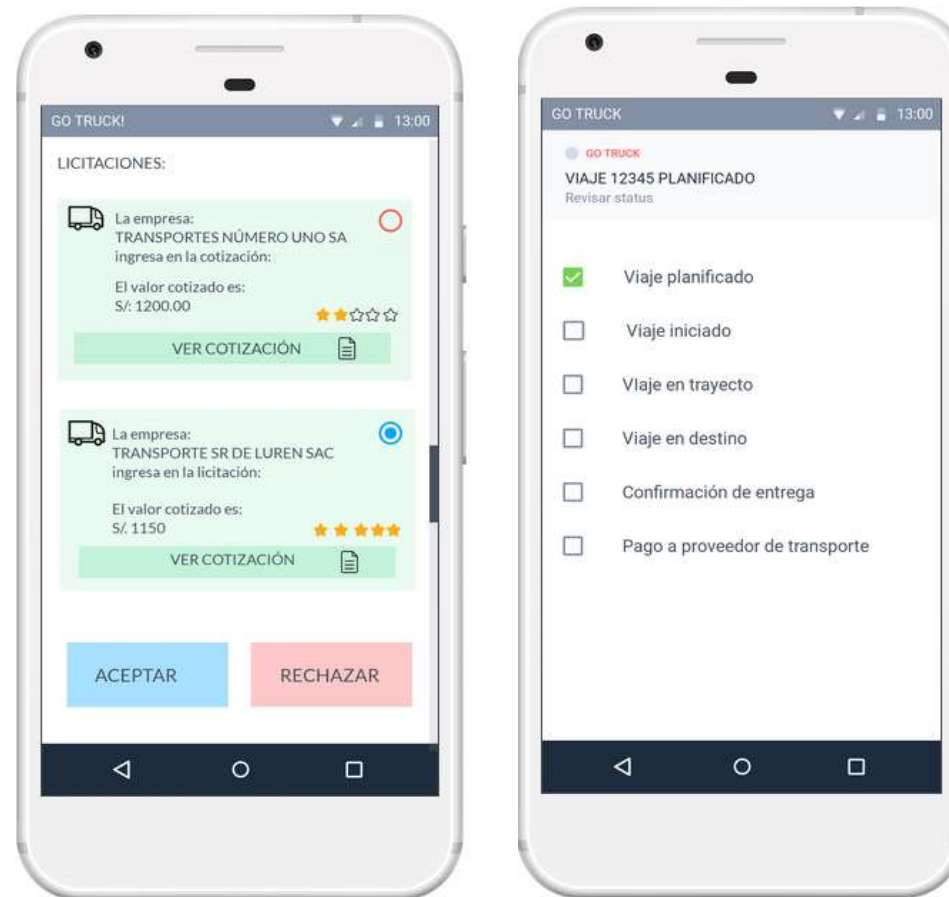 GO TRUCK!
13:00
LICITACIONES:
La empresa:
TRANSPORTES NÚMERO UNO SA
ingresa en la cotización:
El valor cotizado es:
S/: 1200.00
VER COTIZACIÓN
La empresa:
TRANSPORTE SR DE LUREN SAC
ingresa en la licitación:
El valor cotizado es:
S/. 1150
VER COTIZACIÓN
ACEPTAR
RECHAZAR
GO TRUCK
13:00
GO TRUCK
VIAJE 12345 PLANIFICADO
Revisar status
Viaje planificado
Viaje iniciado
VIaje en trayecto
Viaje en destino
Confirmación de entrega
Pago a proveedor de transporte